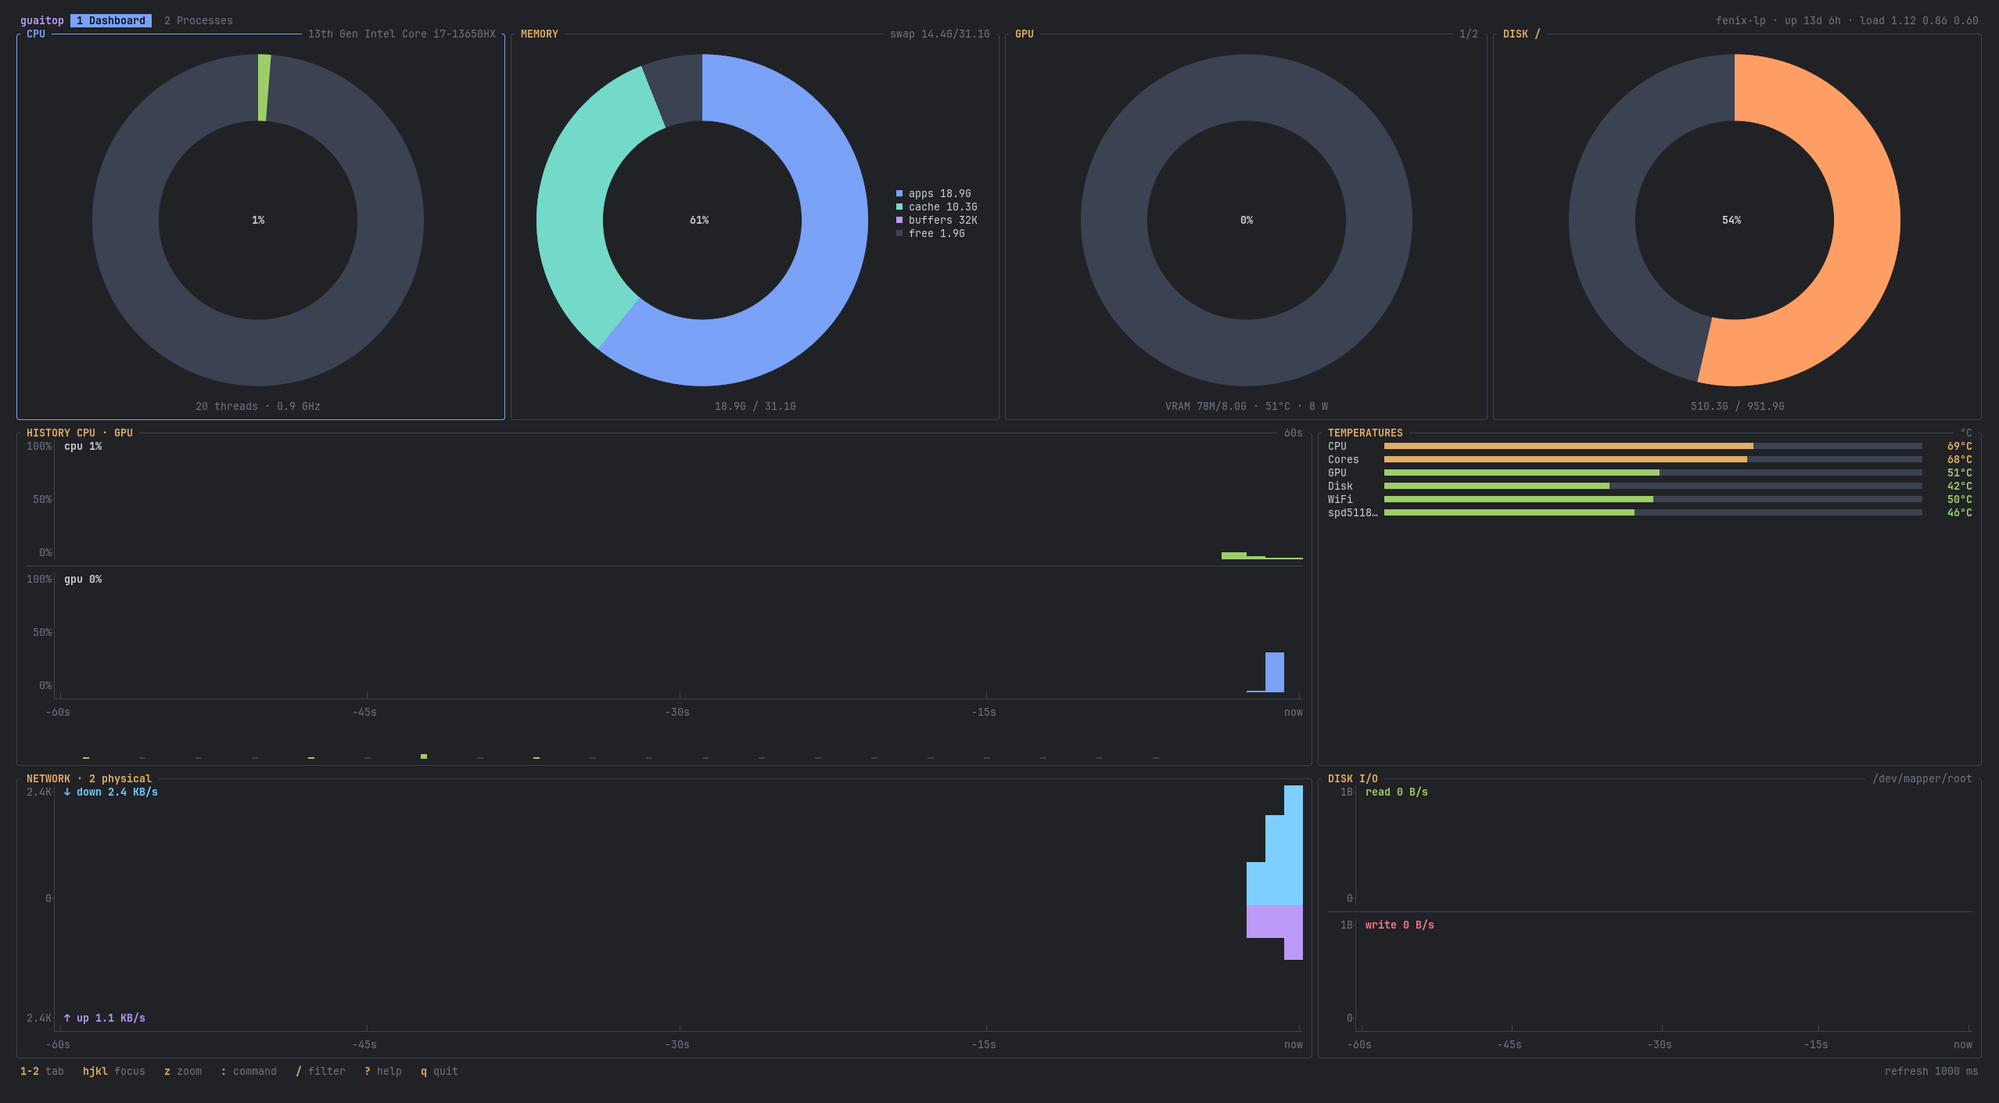 guaitop 1 Dashboard 2 Processes fenix-lp · up 13d 6h · load 1.12 0.86 0.60
CPU 13th Gen Intel Core i7-13650HX
1%
20 threads · 0.9 GHz
MEMORY swap 14.4G/31.1G
61%
apps 18.9G
cache 10.3G
buffers 32K
free 1.9G
18.9G / 31.1G
GPU 1/2
0%
VRAM 78M/8.0G · 51°C · 8 W
DISK /
54%
510.3G / 951.9G
HISTORY CPU · GPU 60s
100% cpu 1%
50%
0%
100% gpu 0%
50%
0%
-60s -45s -30s -15s now
TEMPERATURES °C
CPU 69°C
Cores 68°C
GPU 51°C
Disk 42°C
WiFi 50°C
spd5118… 46°C
NETWORK · 2 physical
2.4K ↓ down 2.4 KB/s
0
2.4K ↑ up 1.1 KB/s
-60s -45s -30s -15s now
DISK I/O /dev/mapper/root
1B read 0 B/s
0
1B write 0 B/s
0
-60s -45s -30s -15s now
1-2 tab hjkl focus z zoom : command / filter ? help q quit refresh 1000 ms